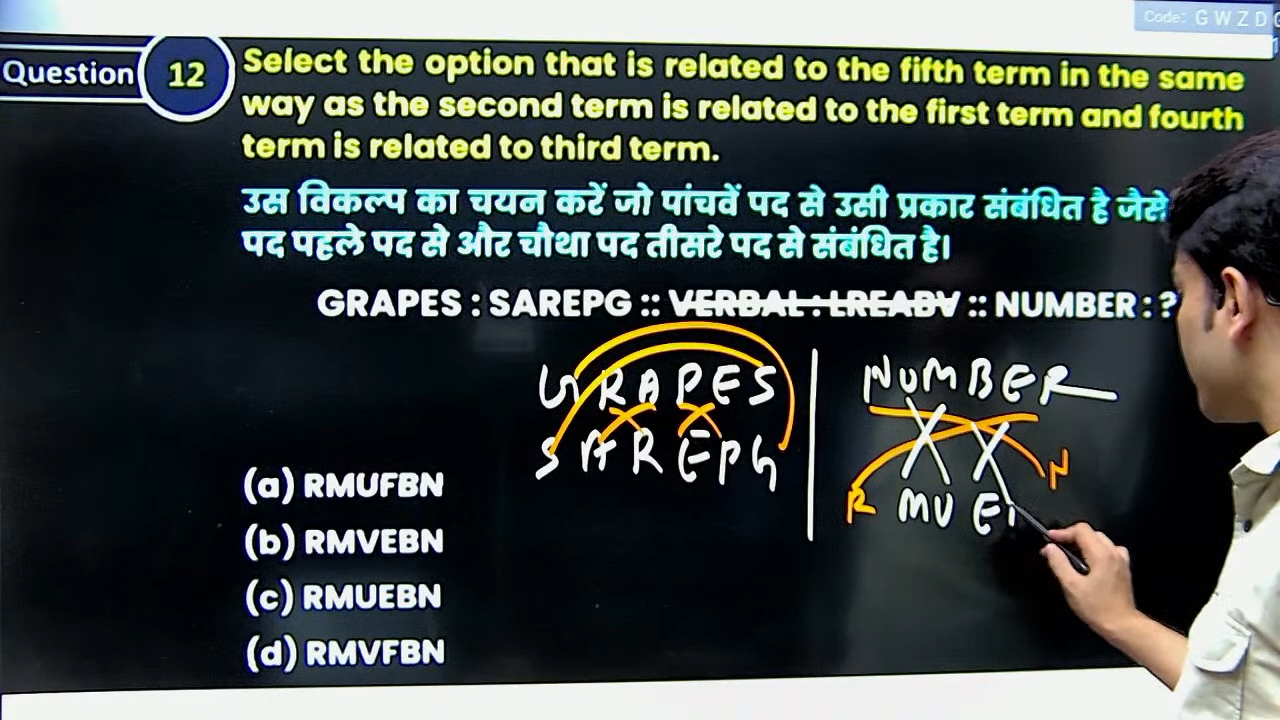 Code: G W Z D
Question 12
Select the option that is related to the fifth term in the same
way as the second term is related to the first term and fourth
term is related to third term.
उस विकल्प का चयन करें जो पांचवें पद से उसी प्रकार संबंधित है जैसे
पद पहले पद से और चौथा पद तीसरे पद से संबंधित है।
GRAPES : SAREPG :: VERBAL : LREABV :: NUMBER : ?
GRAPES
SAREPG
NUMBER
R MU E N
(a) RMUFBN
(b) RMVEBN
(c) RMUEBN
(d) RMVFBN